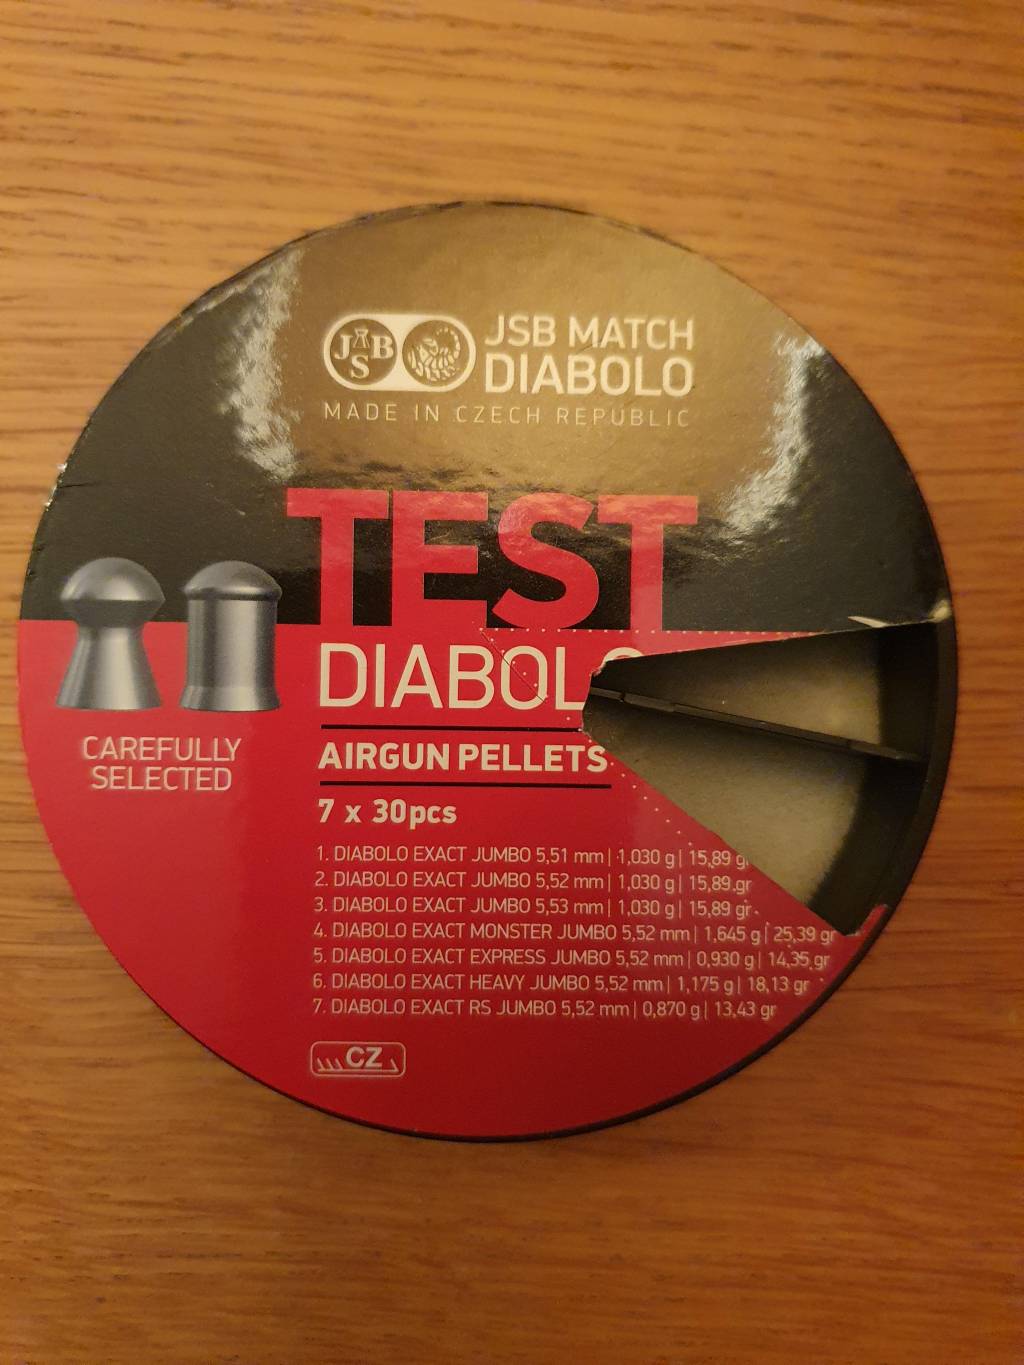 JSB
JSB MATCH
DIABOLO
MADE IN CZECH REPUBLIC
TEST
DIABOLO
CAREFULLY
SELECTED
AIRGUN PELLETS
7 x 30pcs
1. DIABOLO EXACT JUMBO 5,51 mm | 1,030 g | 15,89 gr
2. DIABOLO EXACT JUMBO 5,52 mm | 1,030 g | 15,89 gr
3. DIABOLO EXACT JUMBO 5,53 mm | 1,030 g | 15,89 gr
4. DIABOLO EXACT MONSTER JUMBO 5,52 mm | 1,645 g | 25,39 gr
5. DIABOLO EXACT EXPRESS JUMBO 5,52 mm | 0,930 g | 14,35 gr
6. DIABOLO EXACT HEAVY JUMBO 5,52 mm | 1,175 g | 18,13 gr
7. DIABOLO EXACT RS JUMBO 5,52 mm | 0,870 g | 13,43 gr
CZ